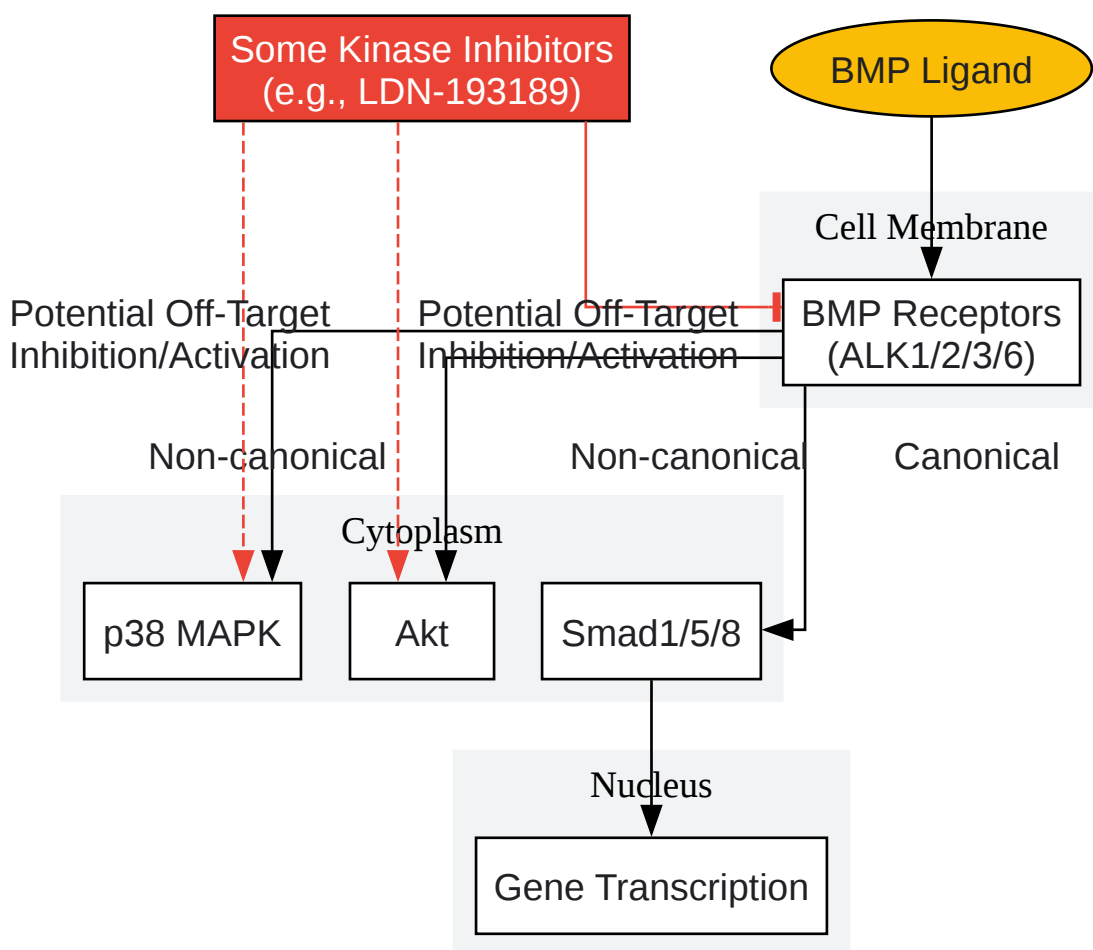 Some Kinase Inhibitors
(e.g., LDN-193189)
BMP Ligand
Cell Membrane
Potential Off-Target
Inhibition/Activation
Potential Off-Target
Inhibition/Activation
BMP Receptors
(ALK1/2/3/6)
Non-canonical
Non-canonical
Canonical
Cytoplasm
p38 MAPK
Akt
Smad1/5/8
Nucleus
Gene Transcription